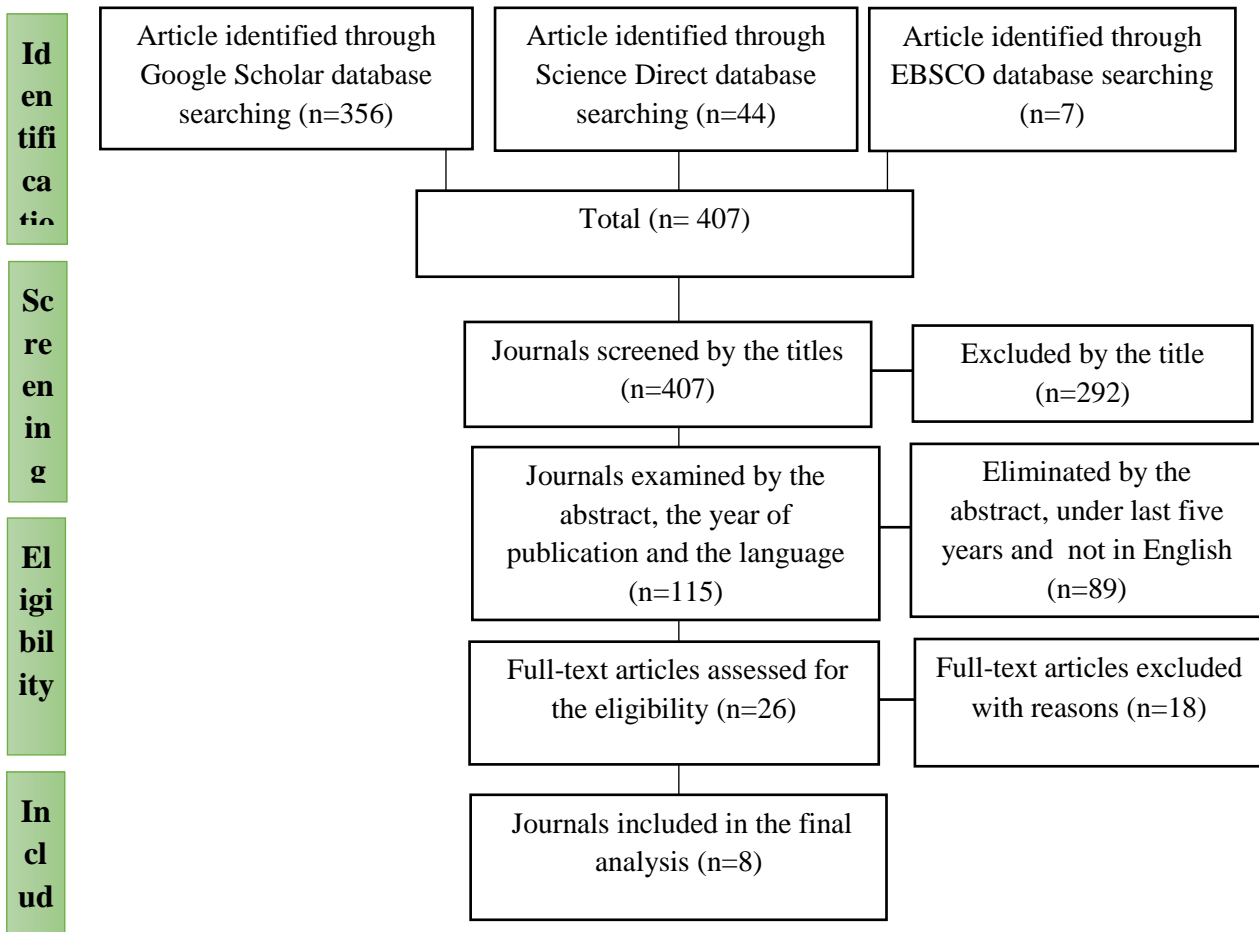 Id
en
tifi
ca
tio
Article identified through
Google Scholar database
searching (n=356)
Article identified through
Science Direct database
searching (n=44)
Article identified through
EBSCO database searching
(n=7)
Total (n= 407)
Sc
re
en
in
g
Journals screened by the titles
(n=407)
Excluded by the title
(n=292)
Journals examined by the
abstract, the year of
publication and the language
(n=115)
Eliminated by the
abstract, under last five
years and not in English
(n=89)
El
igi
bil
ity
Full-text articles assessed for
the eligibility (n=26)
Full-text articles excluded
with reasons (n=18)
In
cl
ud
Journals included in the final
analysis (n=8)